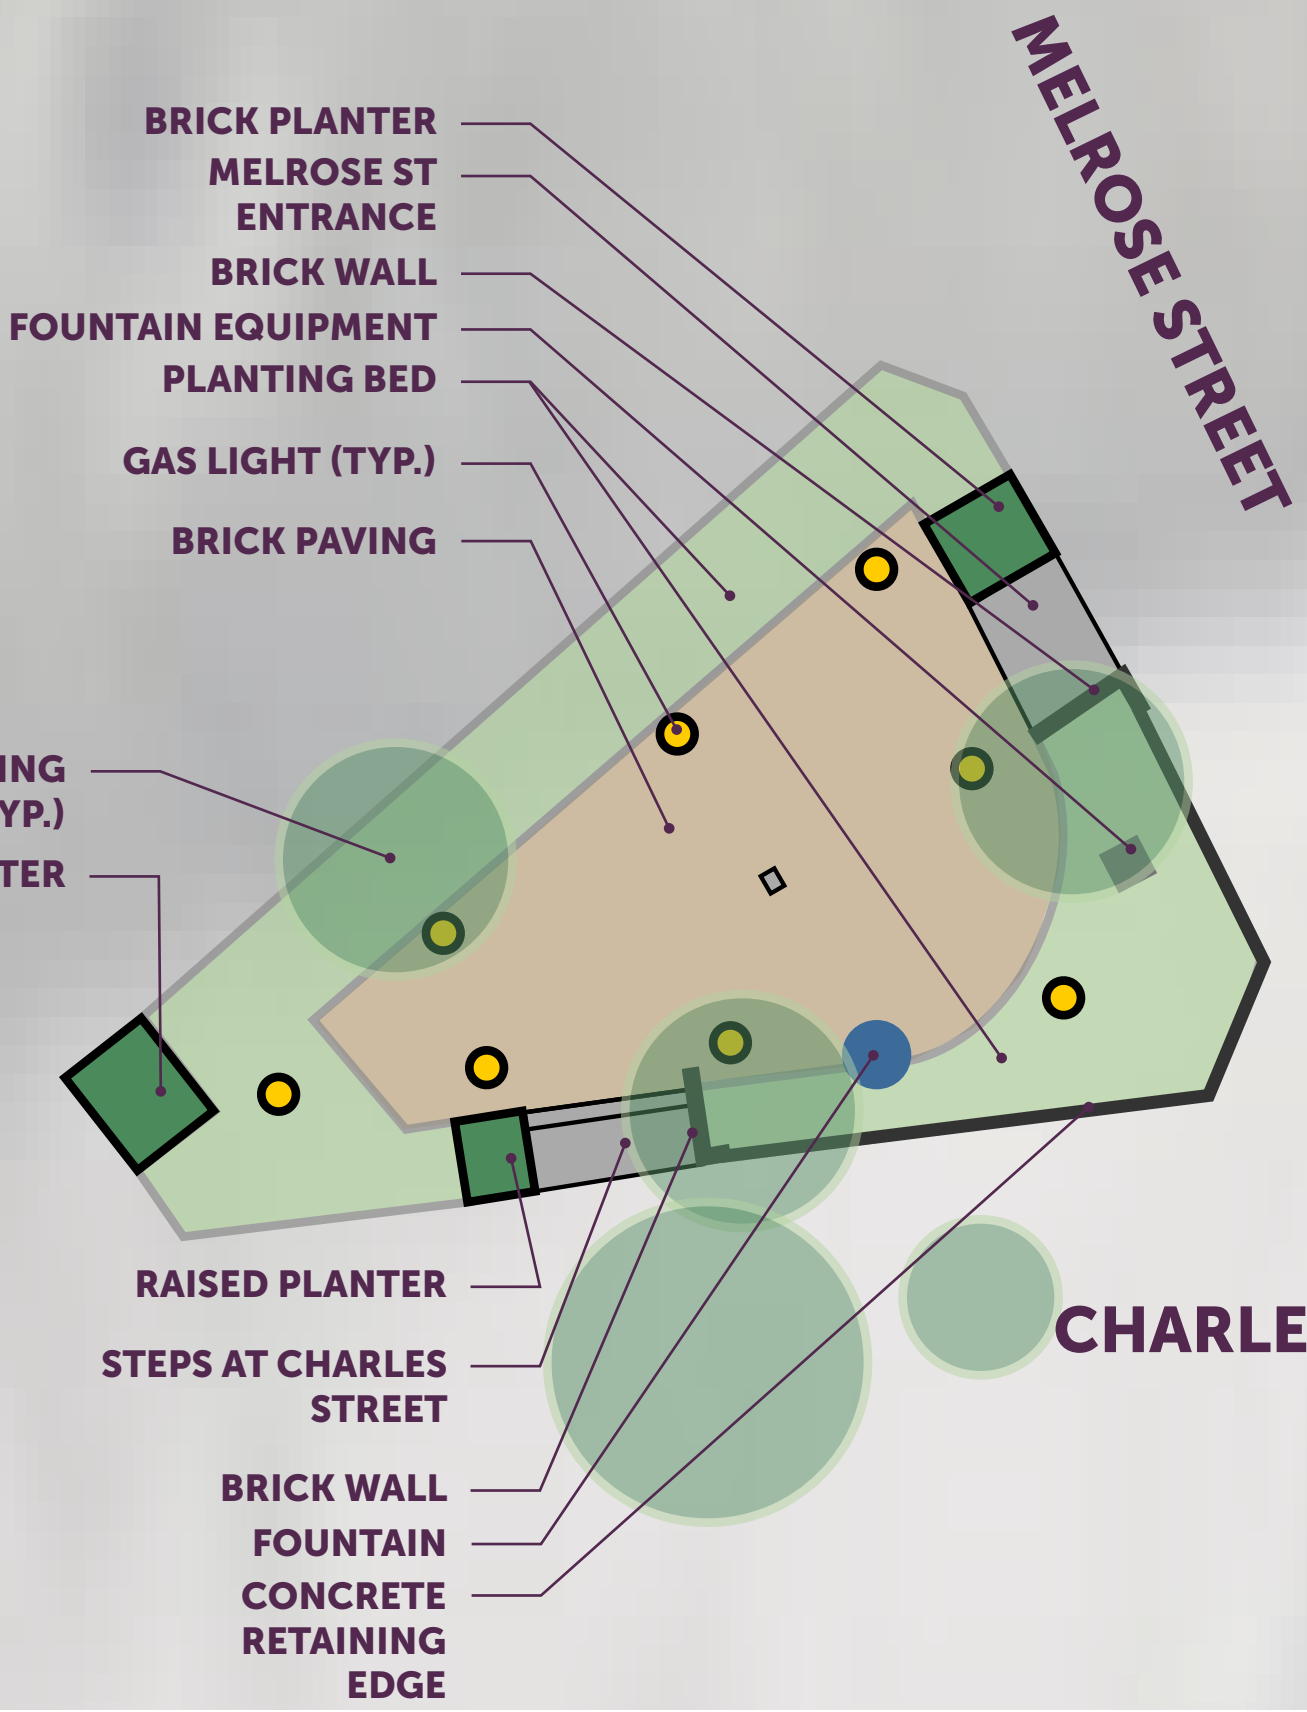 MELROSE STREET
BRICK PLANTER
MELROSE ST
ENTRANCE
BRICK WALL
FOUNTAIN EQUIPMENT
PLANTING BED
GAS LIGHT (TYP.)
BRICK PAVING
ING
YP.)
TER
RAISED PLANTER
CHARLE
STEPS AT CHARLES
STREET
BRICK WALL
FOUNTAIN
CONCRETE
RETAINING
EDGE